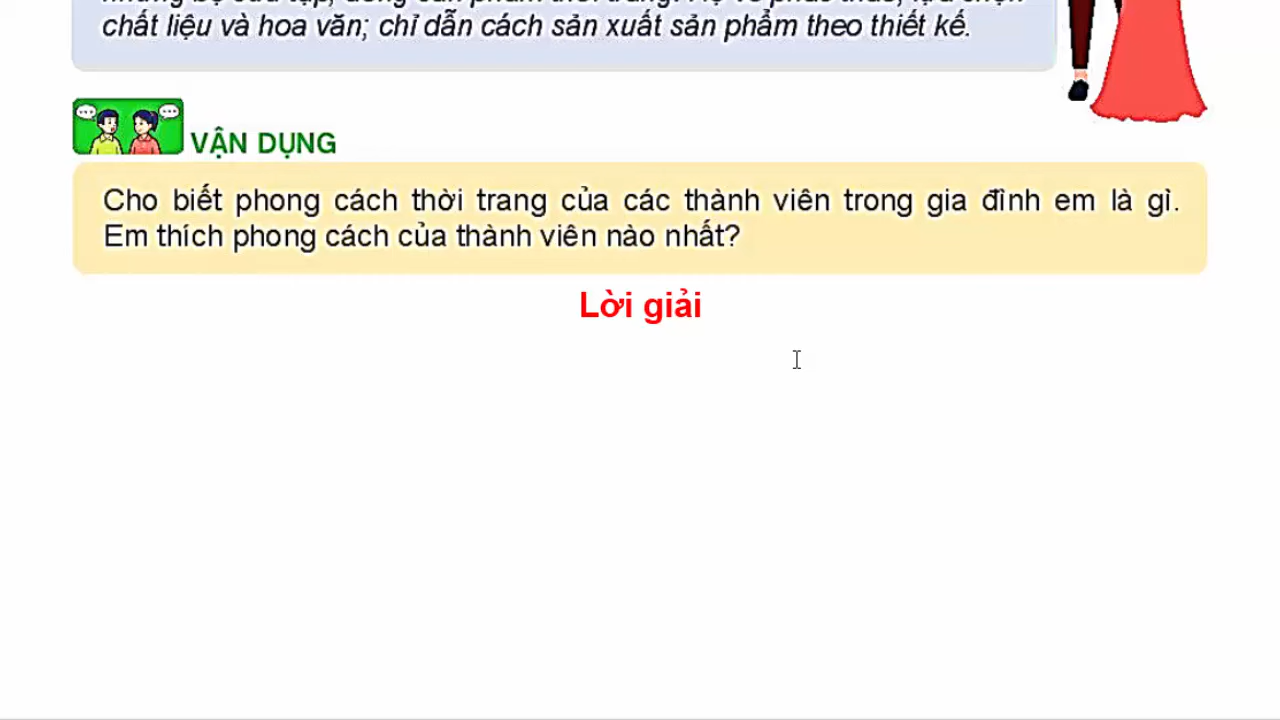 chất liệu và hoa văn; chỉ dẫn cách sản xuất sản phẩm theo thiết kế.
VẬN DỤNG
Cho biết phong cách thời trang của các thành viên trong gia đình em là gì.
Em thích phong cách của thành viên nào nhất?
Lời giải